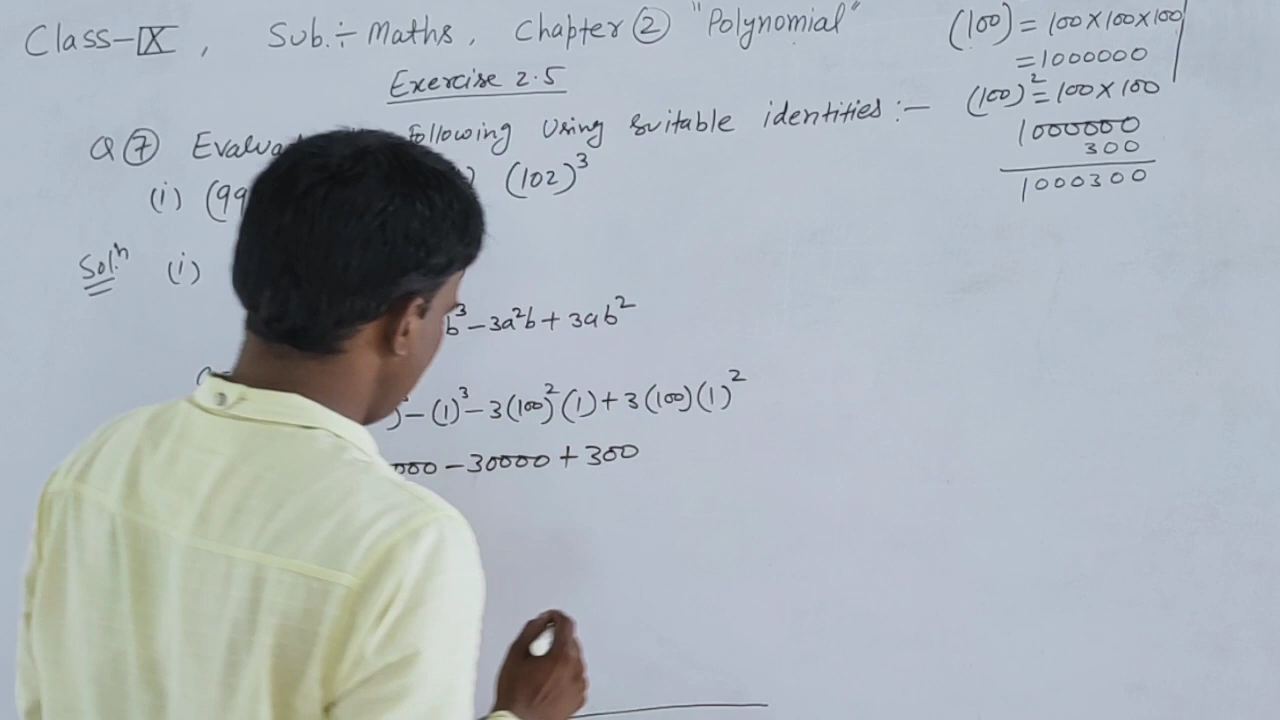 Class-IX, Sub.÷Maths, Chapter ② "Polynomial"
Exercise 2.5
Q ⑦ following using suitable identities:-
(i) (99 (102)³
Solⁿ (i)
b³-3a²b+3ab²
)-(1)³-3(100)²(1)+3(100)(1)²
000-30000+300
(100)=100×100×100
=1000000
(100)²=100×100
1000000
300
1000300